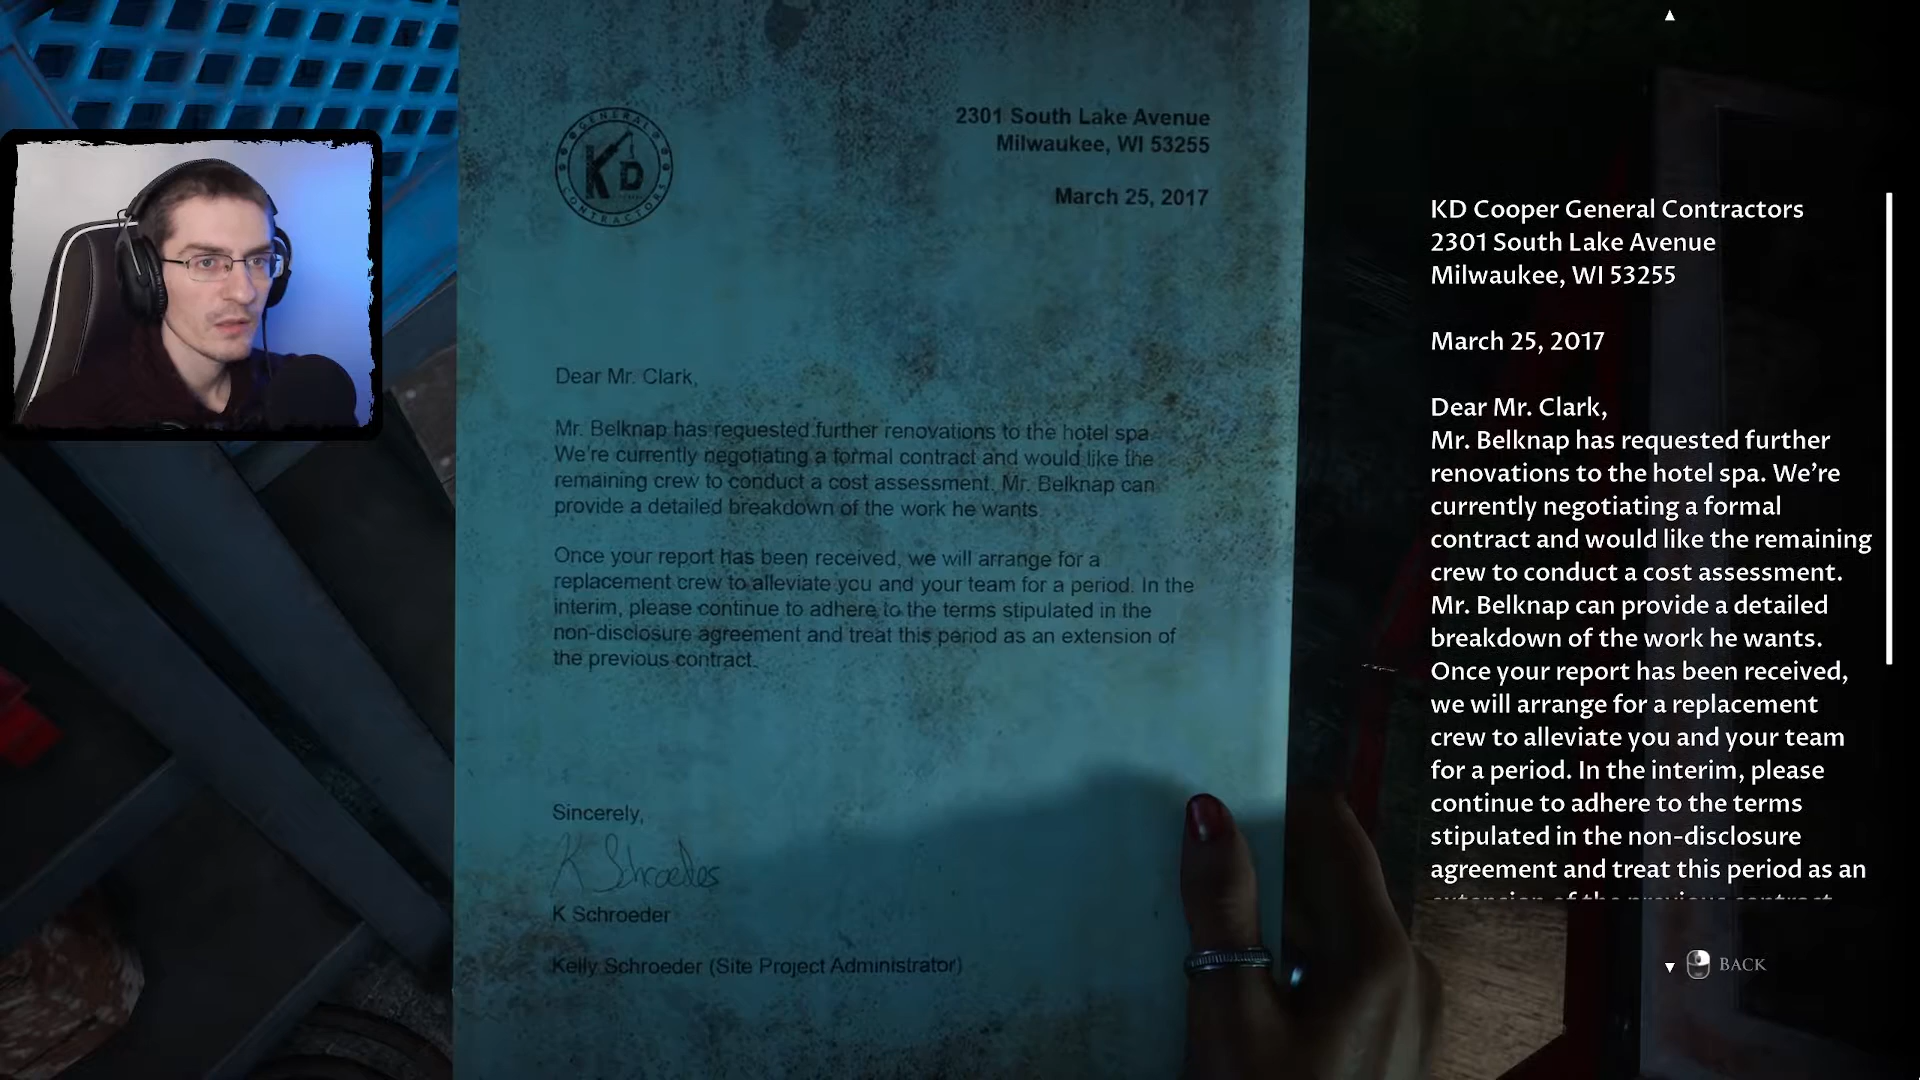 GENERAL
KD
CONTRACTORS
2301 South Lake Avenue
Milwaukee, WI 53255
March 25, 2017
Dear Mr. Clark,
Mr. Belknap has requested further renovations to the hotel spa.
We're currently negotiating a formal contract and would like the
remaining crew to conduct a cost assessment. Mr. Belknap can
provide a detailed breakdown of the work he wants.
Once your report has been received, we will arrange for a
replacement crew to alleviate you and your team for a period. In the
interim, please continue to adhere to the terms stipulated in the
non-disclosure agreement and treat this period as an extension of
the previous contract.
Sincerely,
K Schroeder
K Schroeder
Kelly Schroeder (Site Project Administrator)
KD Cooper General Contractors
2301 South Lake Avenue
Milwaukee, WI 53255
March 25, 2017
Dear Mr. Clark,
Mr. Belknap has requested further
renovations to the hotel spa. We're
currently negotiating a formal
contract and would like the remaining
crew to conduct a cost assessment.
Mr. Belknap can provide a detailed
breakdown of the work he wants.
Once your report has been received,
we will arrange for a replacement
crew to alleviate you and your team
for a period. In the interim, please
continue to adhere to the terms
stipulated in the non-disclosure
agreement and treat this period as an
extension of the previous contract
BACK